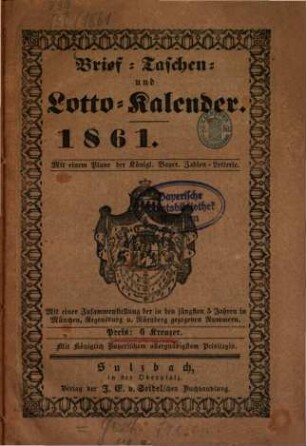 Brief-Taschen-
und
Lotto-Kalender.
1861.
Mit einem Plane der Königl. Bayer. Zahlen-Lotterie.
Bayerische
Staatsbibliothek
Mit einer Zusammenstellung der in den jüngsten 5 Jahren in
München, Regensburg u. Nürnberg gezogenen Nummern.
Preis: 6 Kreuzer.
Mit Königlich Bayerischem allergnädigstem Privilegio.
Sulzbach,
in der Oberpfalz,
Verlag der J. E. v. Seidel'schen Buchhandlung.